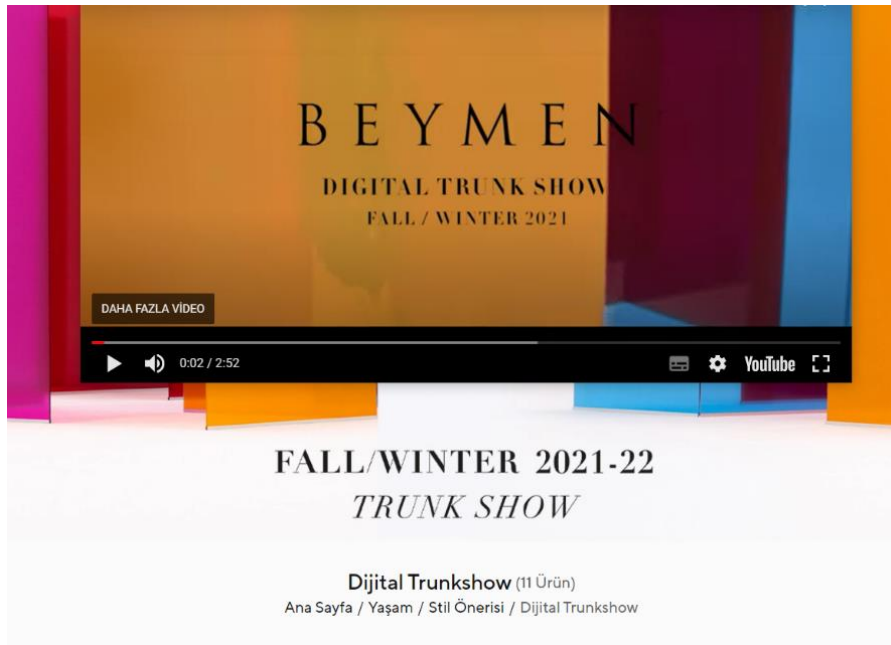 BEYMEN
DIGITAL TRUNK SHOW
FALL / WINTER 2021
DAHA FAZLA VİDEO
0:02 / 2:52
YouTube
FALL/WINTER 2021-22
TRUNK SHOW
Dijital Trunkshow (11 Ürün)
Ana Sayfa / Yaşam / Stil Önerisi / Dijital Trunkshow